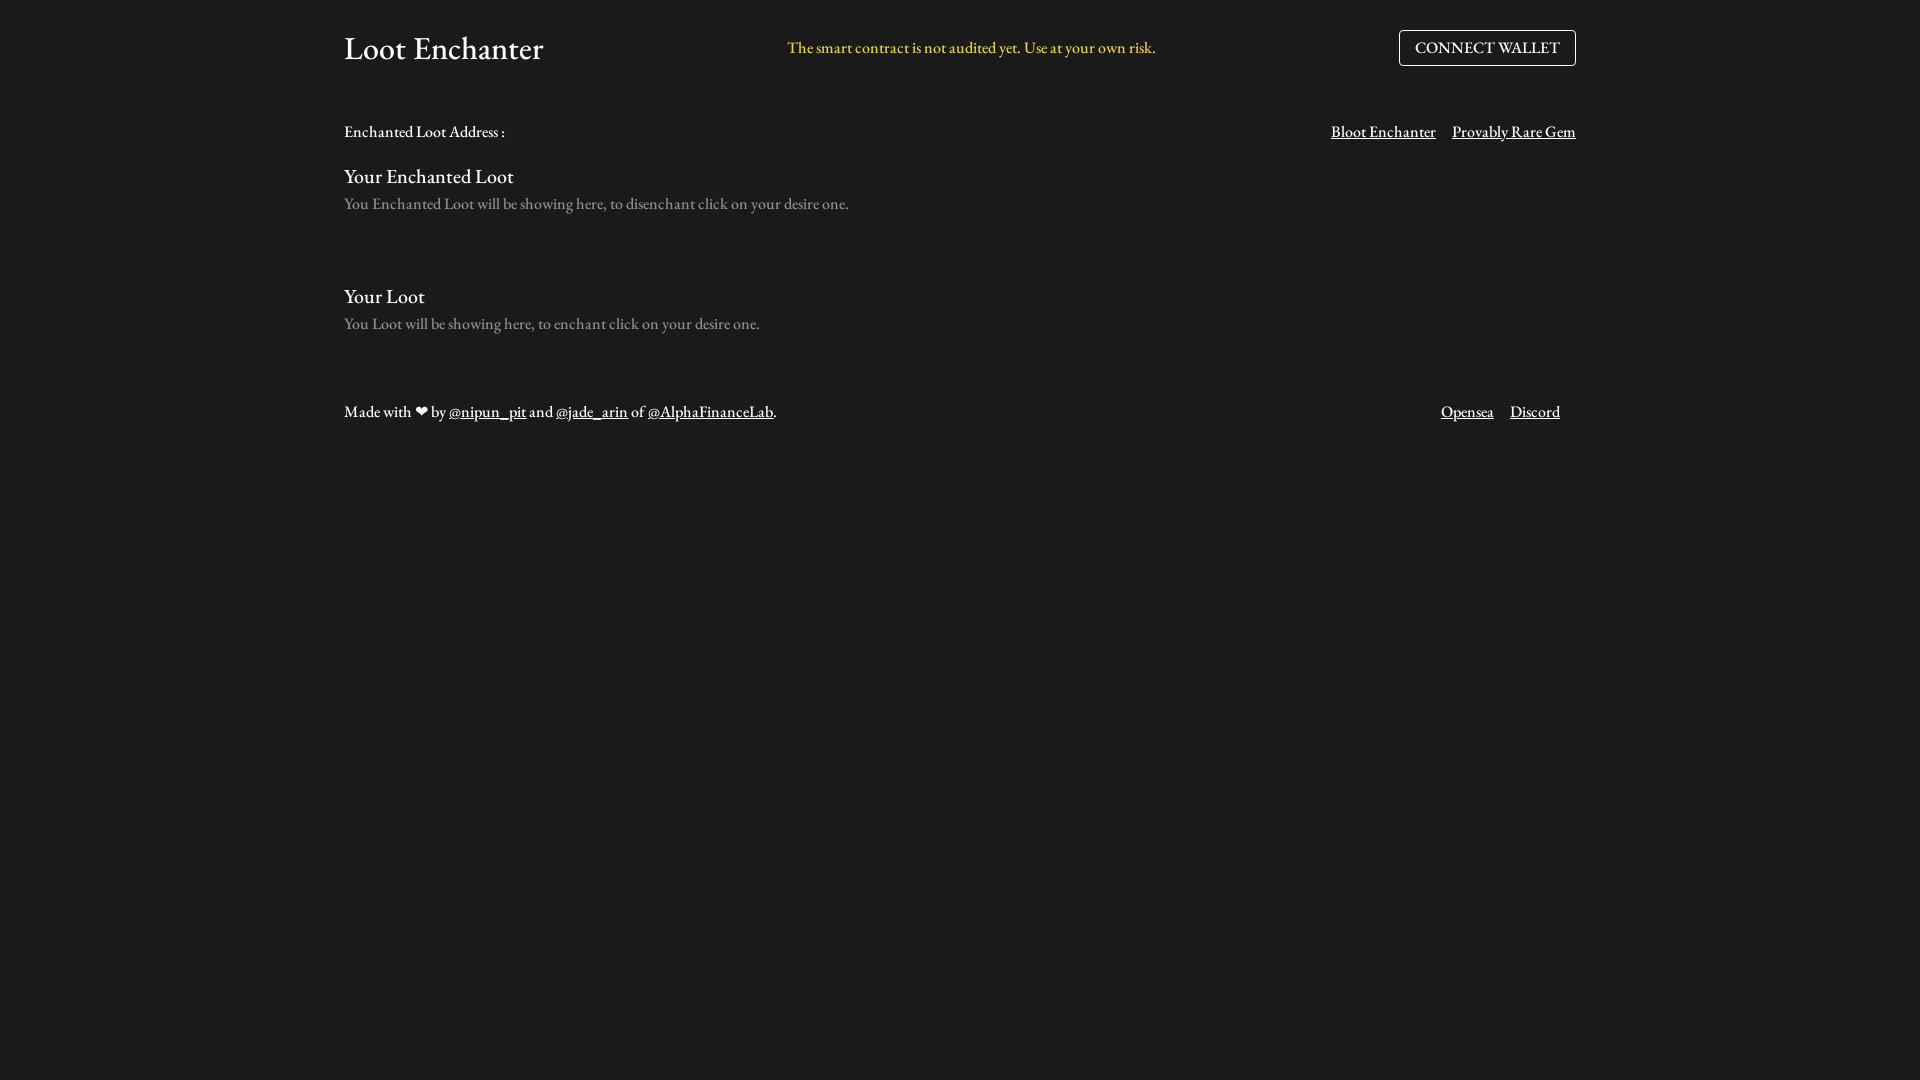 Loot Enchanter
The smart contract is not audited yet. Use at your own risk.
CONNECT WALLET
Enchanted Loot Address :
Bloot Enchanter
Provably Rare Gem
Your Enchanted Loot
You Enchanted Loot will be showing here, to disenchant click on your desire one.
Your Loot
You Loot will be showing here, to enchant click on your desire one.
Made with ❤ by @nipun_pit and @jade_arin of @AlphaFinanceLab.
Opensea
Discord